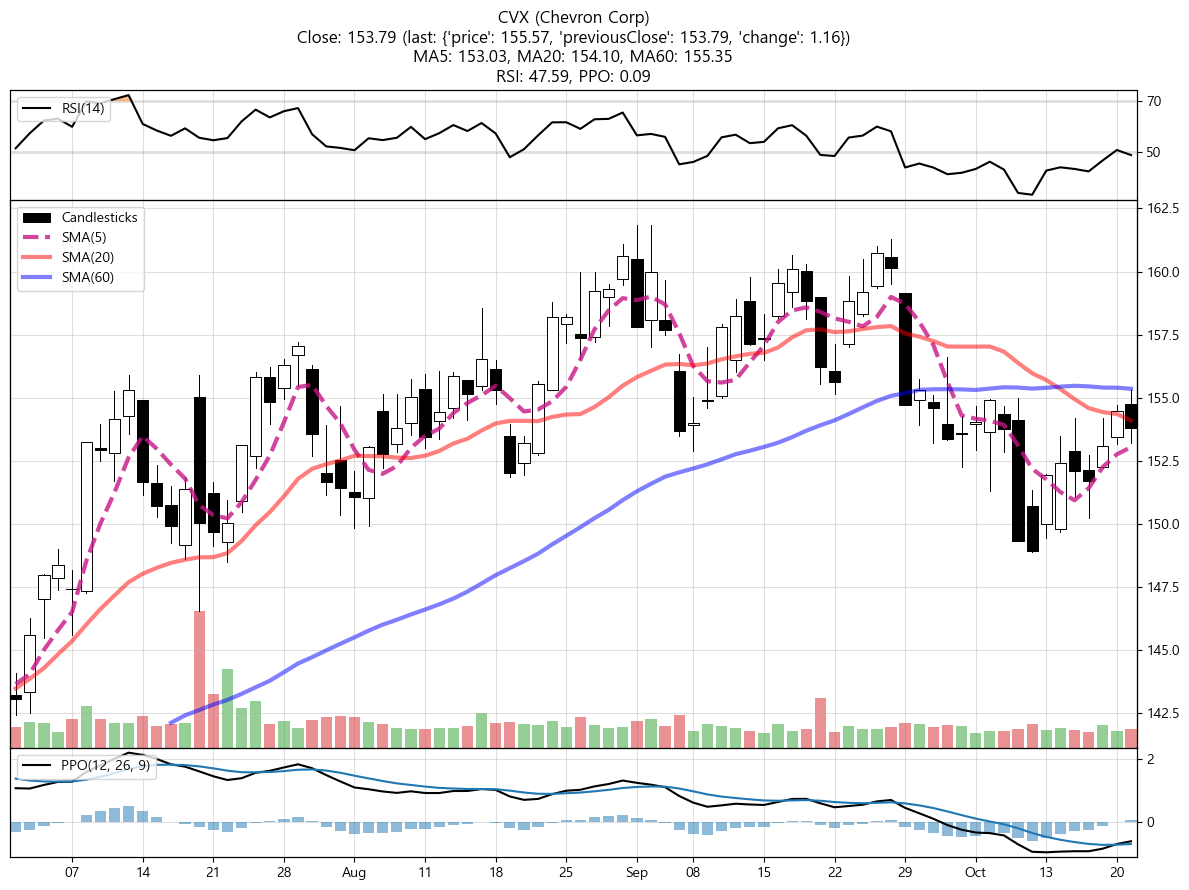 CVX (Chevron Corp)
Close: 153.79 (last: {'price': 155.57, 'previousClose': 153.79, 'change': 1.16})
MA5: 153.03, MA20: 154.10, MA60: 155.35
RSI: 47.59, PPO: 0.09
RSI(14)
70
50
Candlesticks
SMA(5)
SMA(20)
SMA(60)
162.5
160.0
157.5
155.0
152.5
150.0
147.5
145.0
142.5
PPO(12, 26, 9)
2
0
07 14 21 28 Aug 11 18 25 Sep 08 15 22 29 Oct 13 20